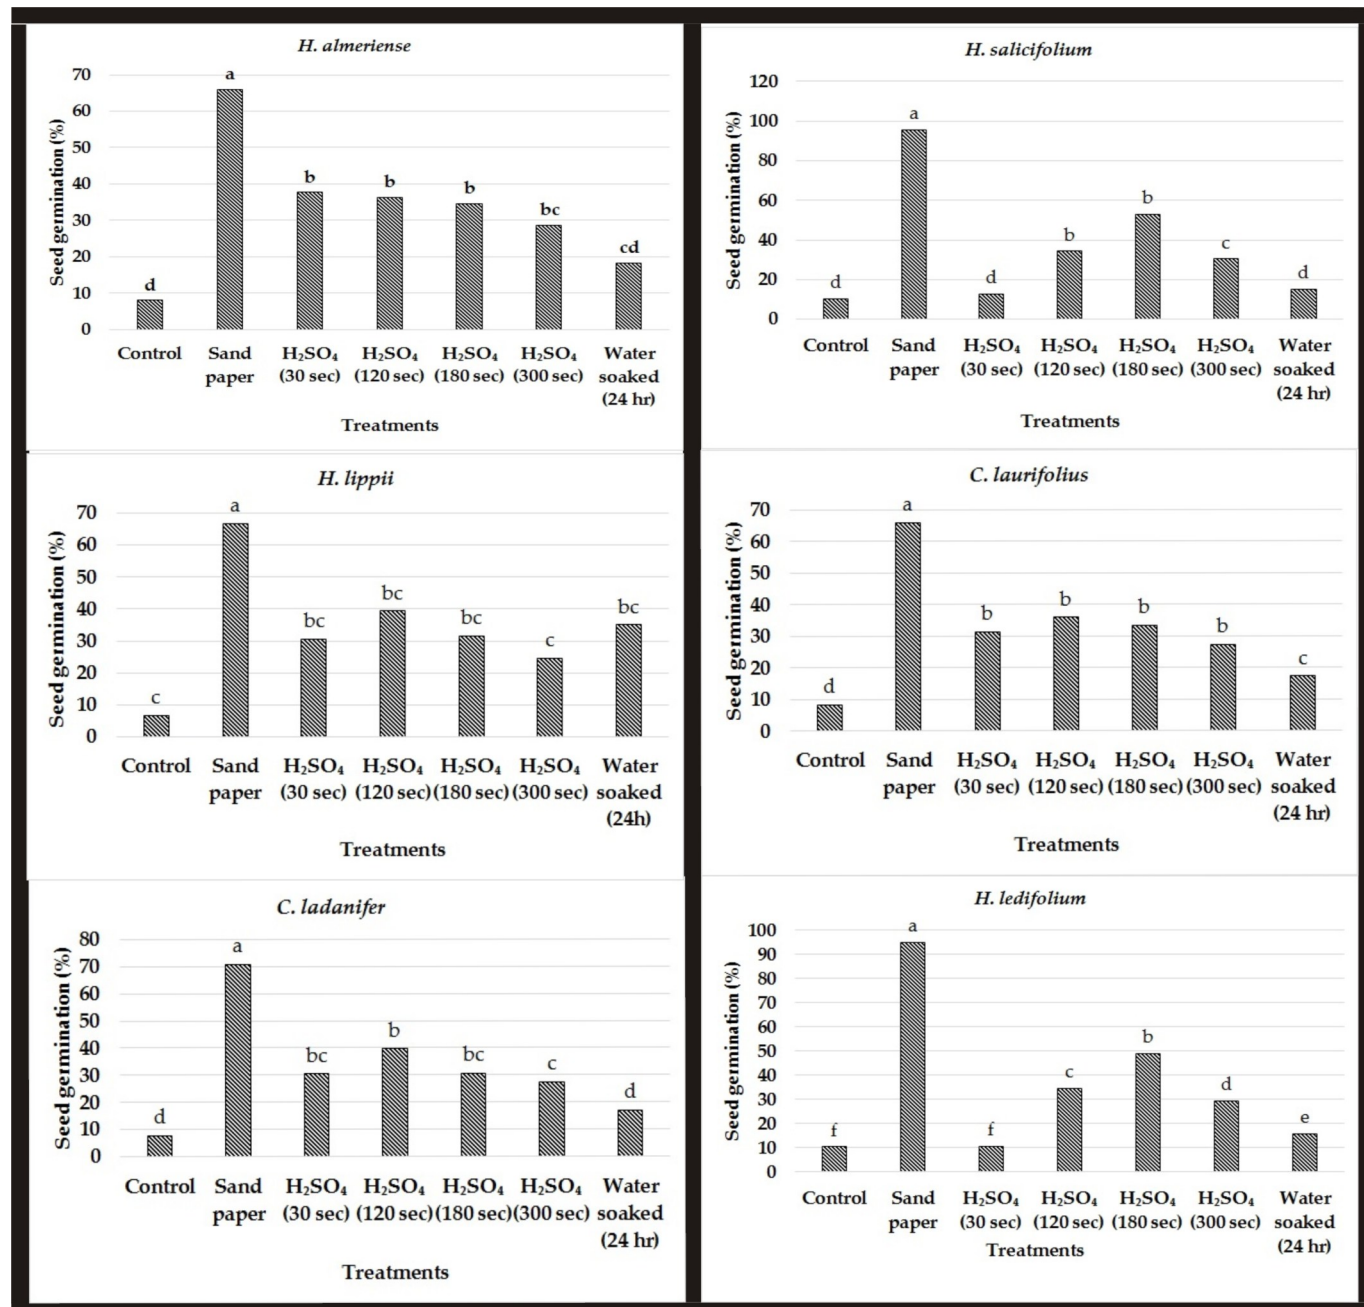 H. almeriense
Seed germination (%)
70
60
50
40
30
20
10
0
a
b
b
b
bc
cd
d
Control Sand paper H₂SO₄ (30 sec) H₂SO₄ (120 sec) H₂SO₄ (180 sec) H₂SO₄ (300 sec) Water soaked (24 hr)
Treatments
H. salicifolium
Seed germination (%)
120
100
80
60
40
20
0
d
a
d
b
b
c
d
Control Sand paper H₂SO₄ (30 sec) H₂SO₄ (120 sec) H₂SO₄ (180 sec) H₂SO₄ (300 sec) Water soaked (24 hr)
Treatments
H. lippii
Seed germination (%)
70
60
50
40
30
20
10
0
c
a
bc
bc
bc
c
bc
Control Sand paper H₂SO₄ (30 sec) H₂SO₄ (120 sec) H₂SO₄ (180 sec) H₂SO₄ (300 sec) Water soaked (24h)
Treatments
C. laurifolius
Seed germination (%)
70
60
50
40
30
20
10
0
d
a
b
b
b
b
c
Control Sand paper H₂SO₄ (30 sec) H₂SO₄ (120 sec) H₂SO₄ (180 sec) H₂SO₄ (300 sec) Water soaked (24 hr)
Treatments
C. ladanifer
Seed germination (%)
80
70
60
50
40
30
20
10
0
d
a
bc
b
bc
c
d
Control Sand paper H₂SO₄ (30 sec) H₂SO₄ (120 sec) H₂SO₄ (180 sec) H₂SO₄ (300 sec) Water soaked (24 hr)
Treatments
H. ledifolium
Seed germination (%)
100
90
80
70
60
50
40
30
20
10
0
f
a
f
c
b
d
e
Control Sand paper H₂SO₄ (30 sec) H₂SO₄ (120 sec) H₂SO₄ (180 sec) H₂SO₄ (300 sec) Water soaked (24 hr)
Treatments